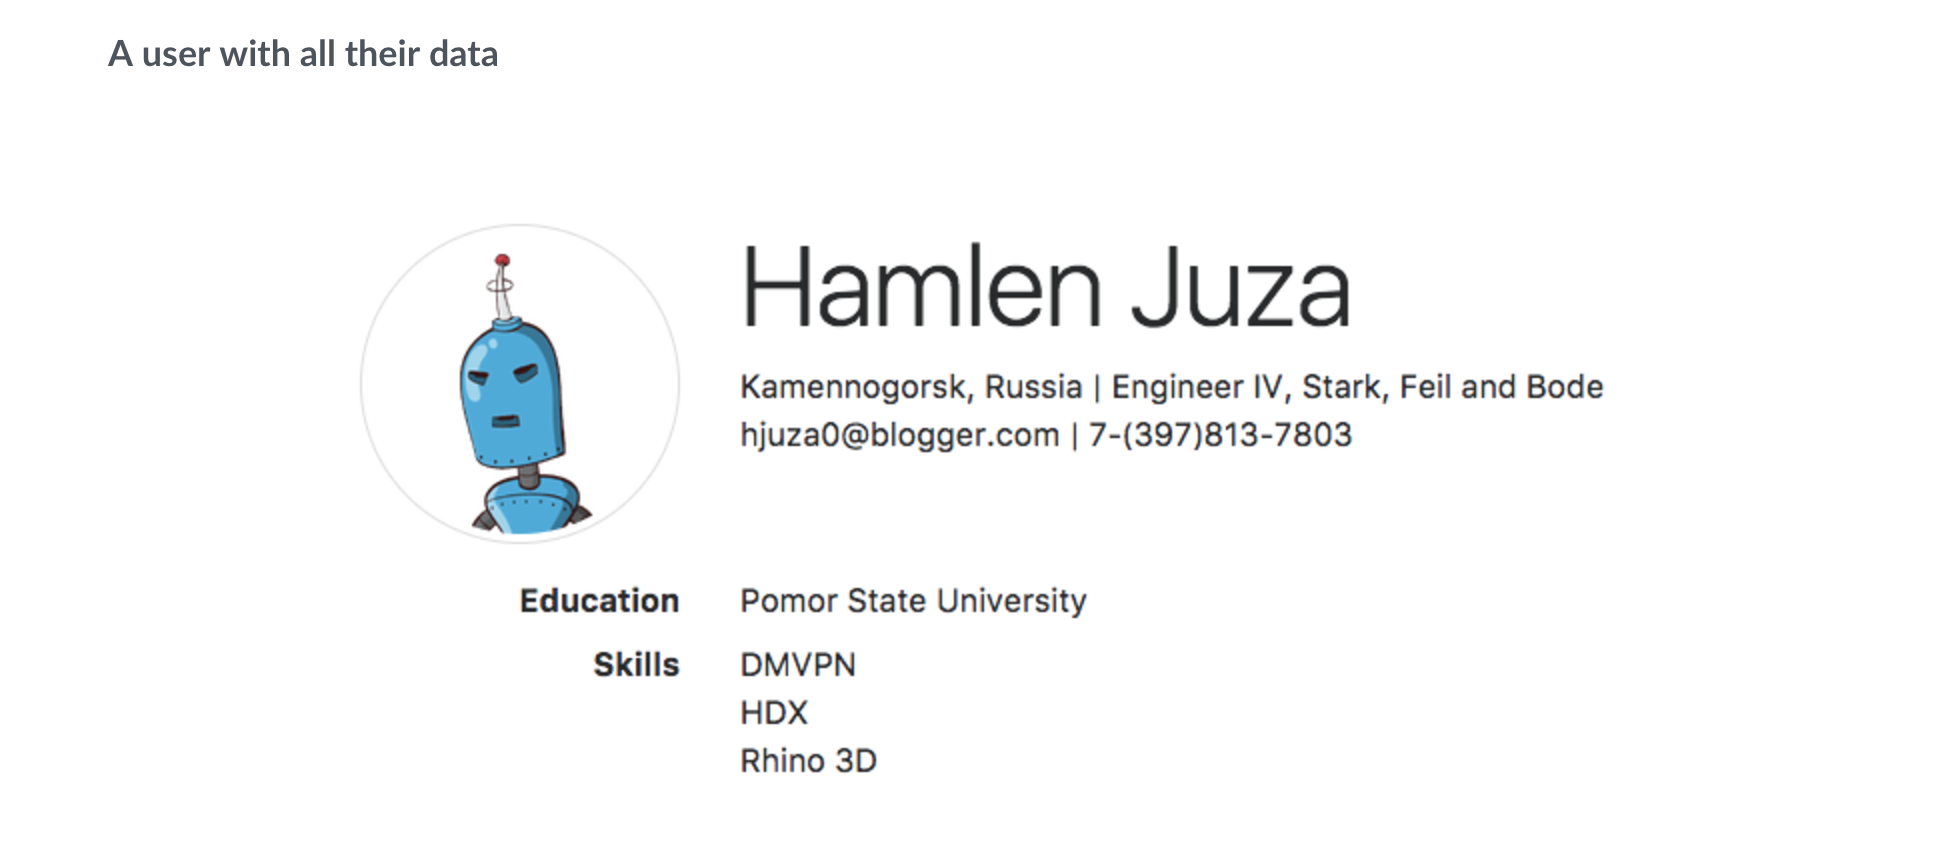 A user with all their data
Hamlen Juza
Kamennogorsk, Russia | Engineer IV, Stark, Feil and Bode
hjuza0@blogger.com | 7-(397)813-7803
Education Pomor State University
Skills DMVPN
HDX
Rhino 3D